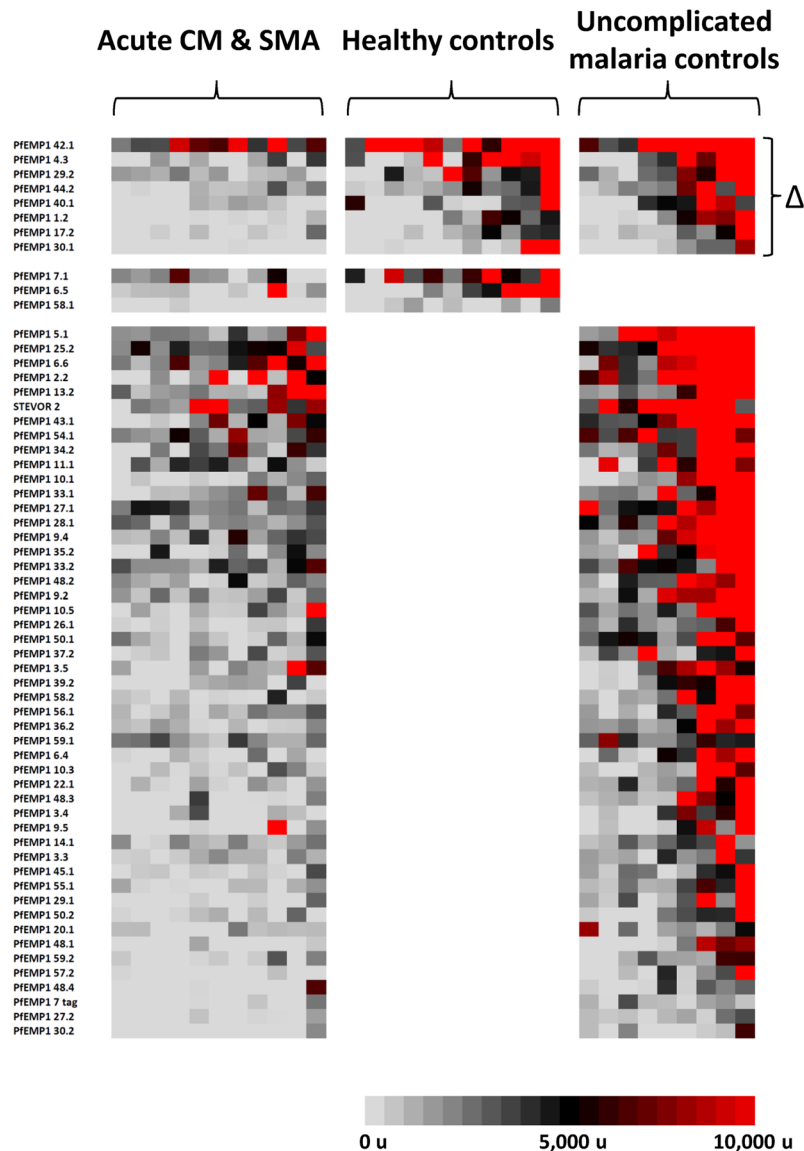 Acute CM & SMA
Healthy controls
Uncomplicated
malaria controls
PfEMP1 42.1
PfEMP1 4.3
PfEMP1 29.2
PfEMP1 44.2
PfEMP1 40.1
PfEMP1 1.2
PfEMP1 17.2
PfEMP1 30.1
Δ
PfEMP1 7.1
PfEMP1 6.5
PfEMP1 58.1
PfEMP1 5.1
PfEMP1 25.2
PfEMP1 6.6
PfEMP1 2.2
PfEMP1 13.2
STEVOR 2
PfEMP1 43.1
PfEMP1 54.1
PfEMP1 34.2
PfEMP1 11.1
PfEMP1 10.1
PfEMP1 33.1
PfEMP1 27.1
PfEMP1 28.1
PfEMP1 9.4
PfEMP1 35.2
PfEMP1 33.2
PfEMP1 48.2
PfEMP1 9.2
PfEMP1 10.5
PfEMP1 26.1
PfEMP1 50.1
PfEMP1 37.2
PfEMP1 3.5
PfEMP1 39.2
PfEMP1 58.2
PfEMP1 56.1
PfEMP1 36.2
PfEMP1 59.1
PfEMP1 6.4
PfEMP1 10.3
PfEMP1 22.1
PfEMP1 48.3
PfEMP1 3.4
PfEMP1 9.5
PfEMP1 14.1
PfEMP1 3.3
PfEMP1 45.1
PfEMP1 55.1
PfEMP1 29.1
PfEMP1 50.2
PfEMP1 20.1
PfEMP1 48.1
PfEMP1 59.2
PfEMP1 57.2
PfEMP1 48.4
PfEMP1 7 tag
PfEMP1 27.2
PfEMP1 30.2
0 u 5,000 u 10,000 u